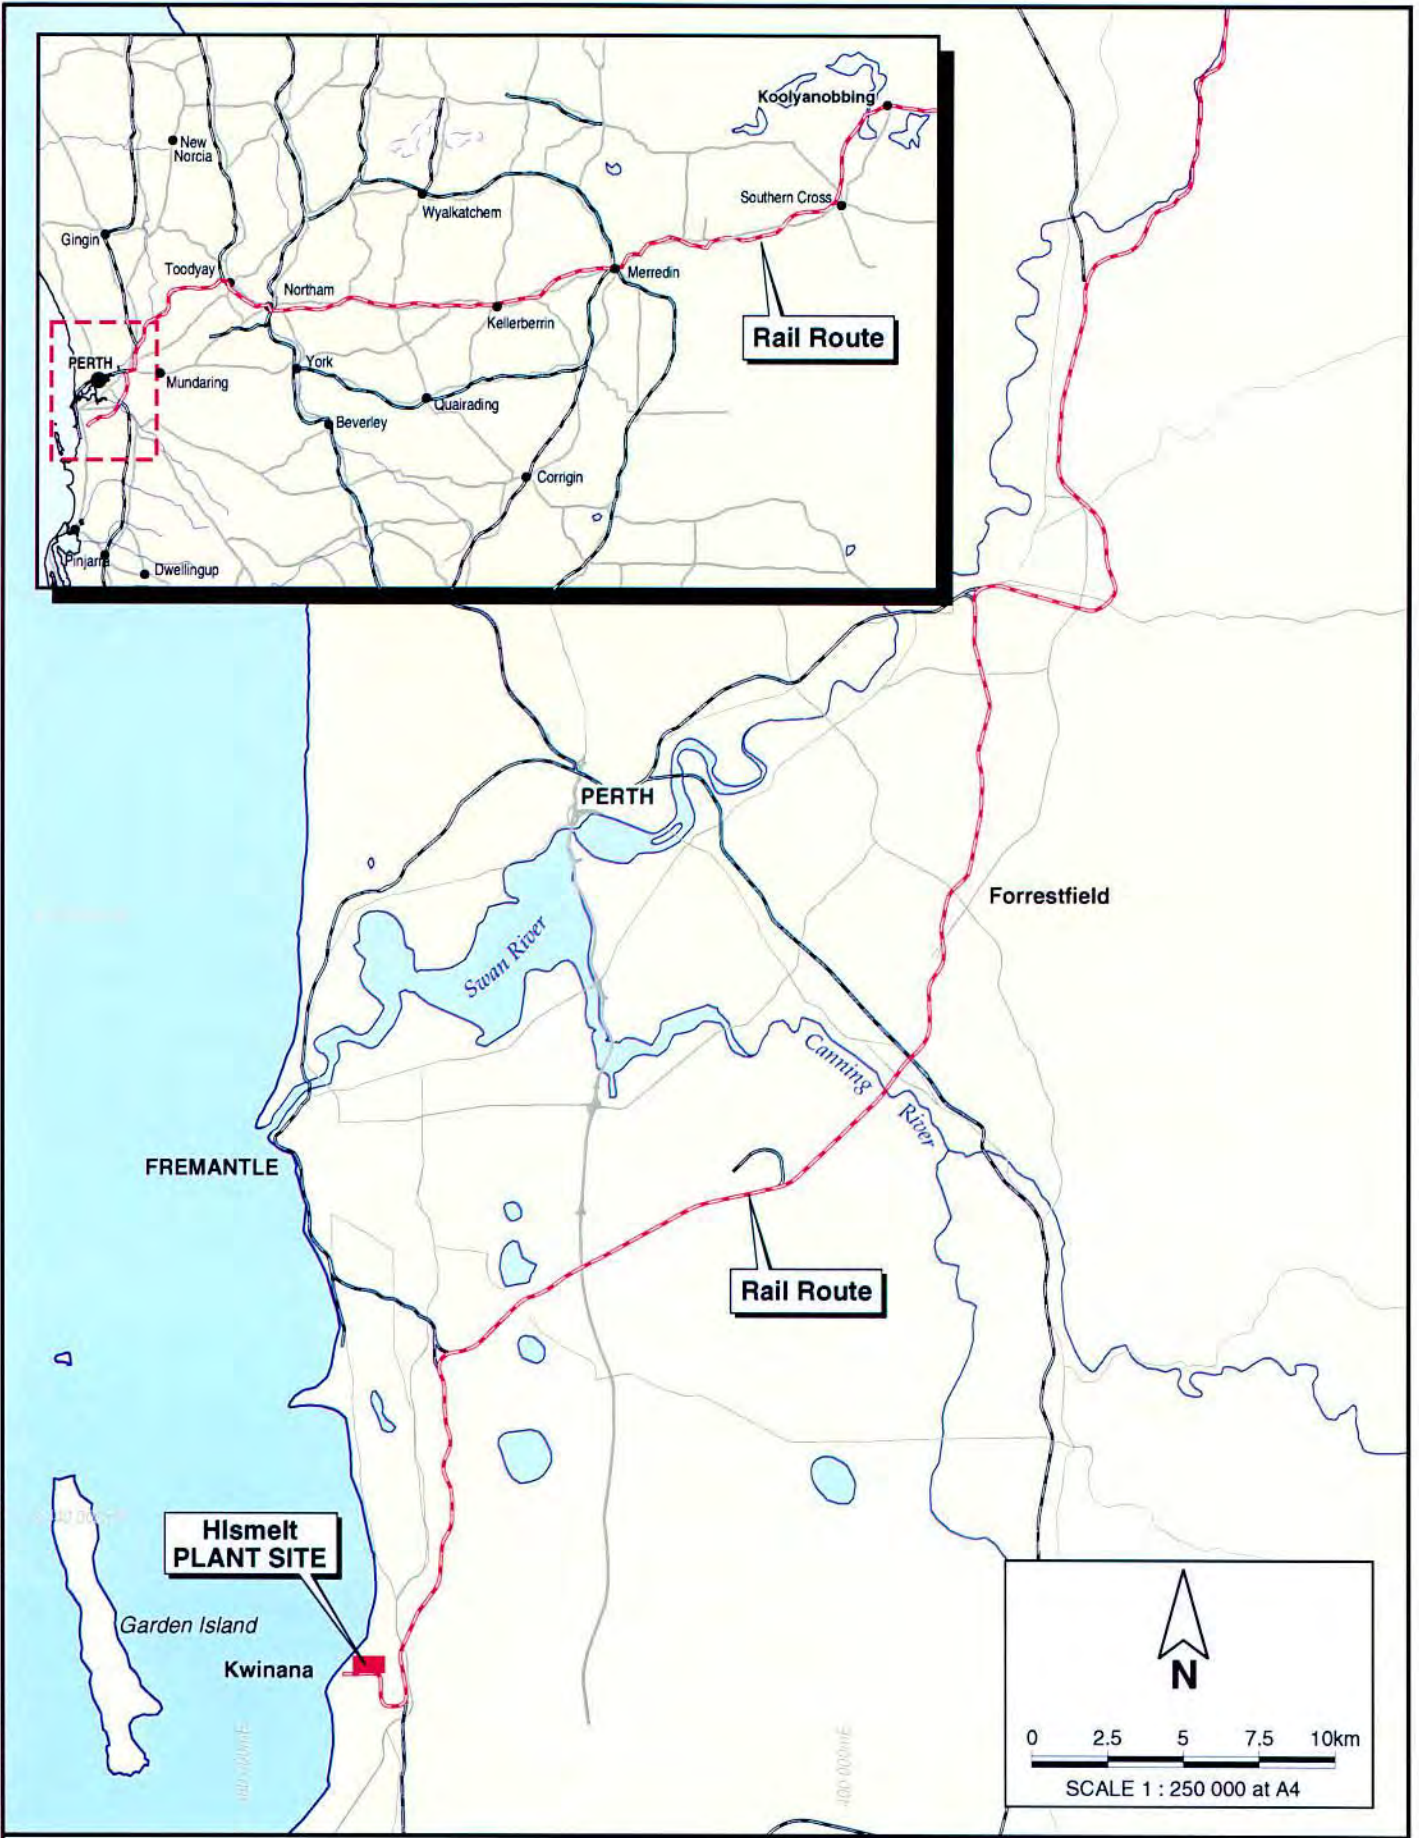 Koolyanobbing
New
Norcia
Southern Cross
Wyalkatchem
Gingin
Toodyay
Merredin
Northam
Kellerberrin
Rail Route
PERTH
York
Mundaring
Quairading
Beverley
Corrigin
Pinjarra
Dwellingup
PERTH
Forrestfield
Swan River
Canning
River
FREMANTLE
Rail Route
HIsmelt
PLANT SITE
Garden Island
Kwinana
N
0 2.5 5 7.5 10km
SCALE 1 : 250 000 at A4
400 000mE